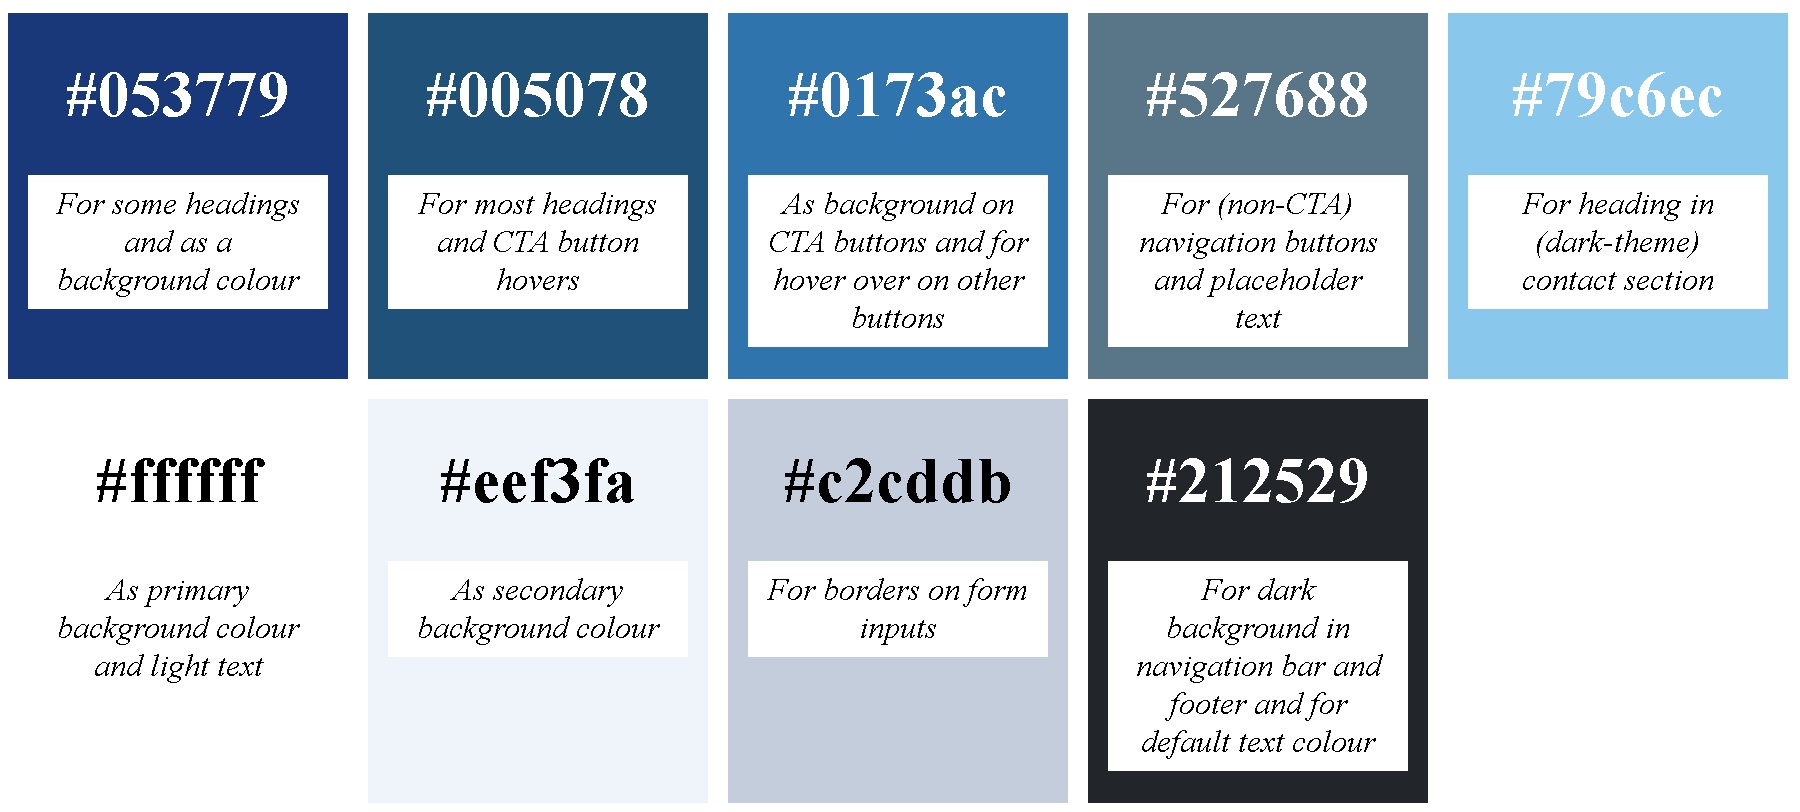 #053779
For some headings
and as a
background colour
#005078
For most headings
and CTA button
hovers
#0173ac
As background on
CTA buttons and for
hover over on other
buttons
#527688
For (non-CTA)
navigation buttons
and placeholder
text
#79c6ec
For heading in
(dark-theme)
contact section
#ffffff
As primary
background colour
and light text
#eef3fa
As secondary
background colour
#c2cddb
For borders on form
inputs
#212529
For dark
background in
navigation bar and
footer and for
default text colour